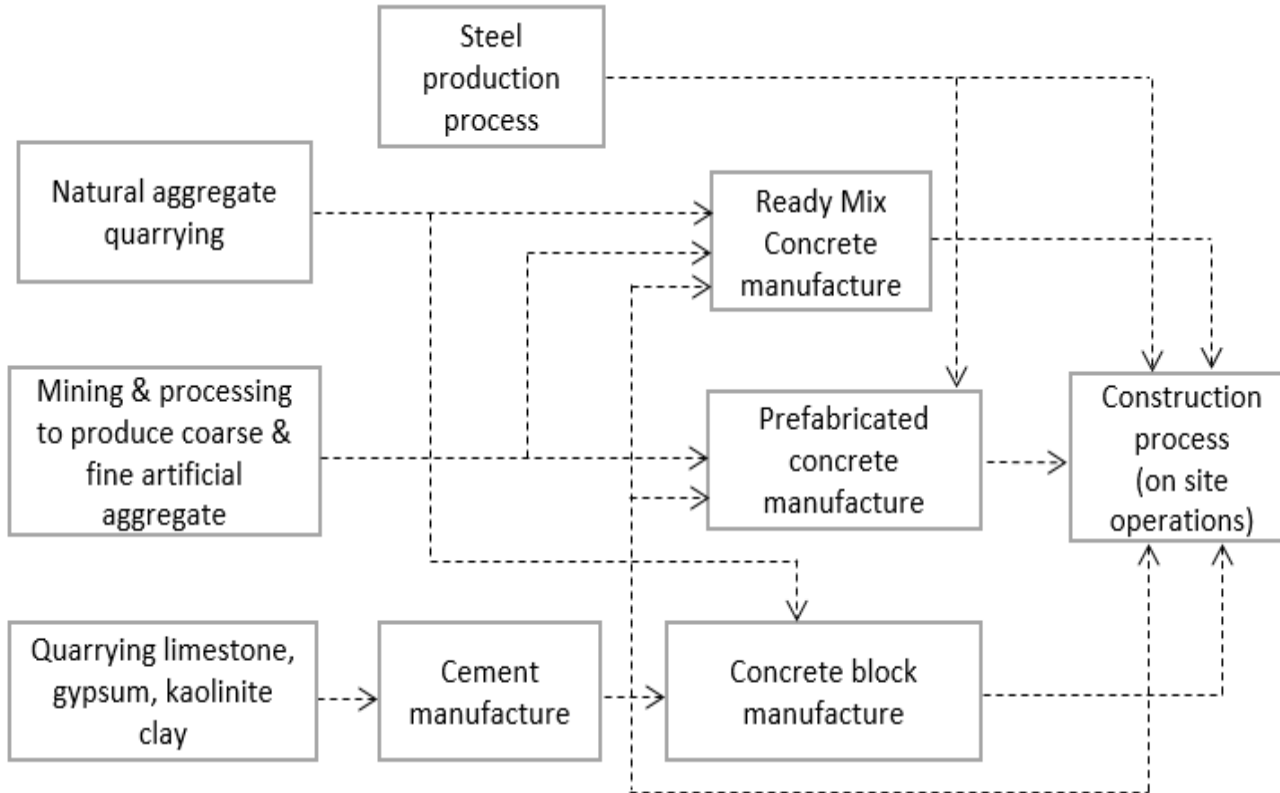 Steel
production
process
Natural aggregate
quarrying
Ready Mix
Concrete
manufacture
Mining & processing
to produce coarse &
fine artificial
aggregate
Prefabricated
concrete
manufacture
Construction
process
(on site
operations)
Quarrying limestone,
gypsum, kaolinite
clay
Cement
manufacture
Concrete block
manufacture